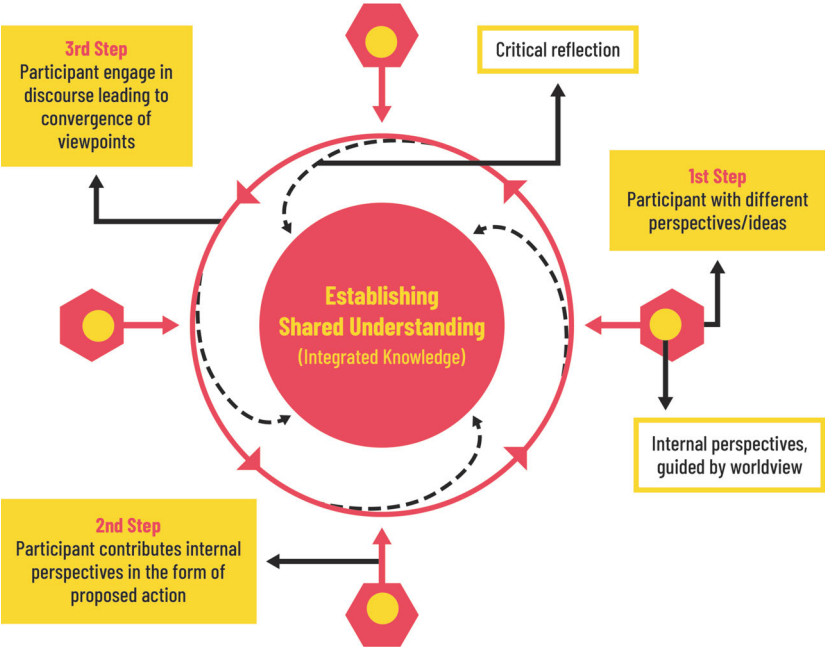 3rd Step
Participant engage in
discourse leading to
convergence of
viewpoints
Critical reflection
1st Step
Participant with different
perspectives/ideas
Establishing
Shared Understanding
(Integrated Knowledge)
Internal perspectives,
guided by worldview
2nd Step
Participant contributes internal
perspectives in the form of
proposed action